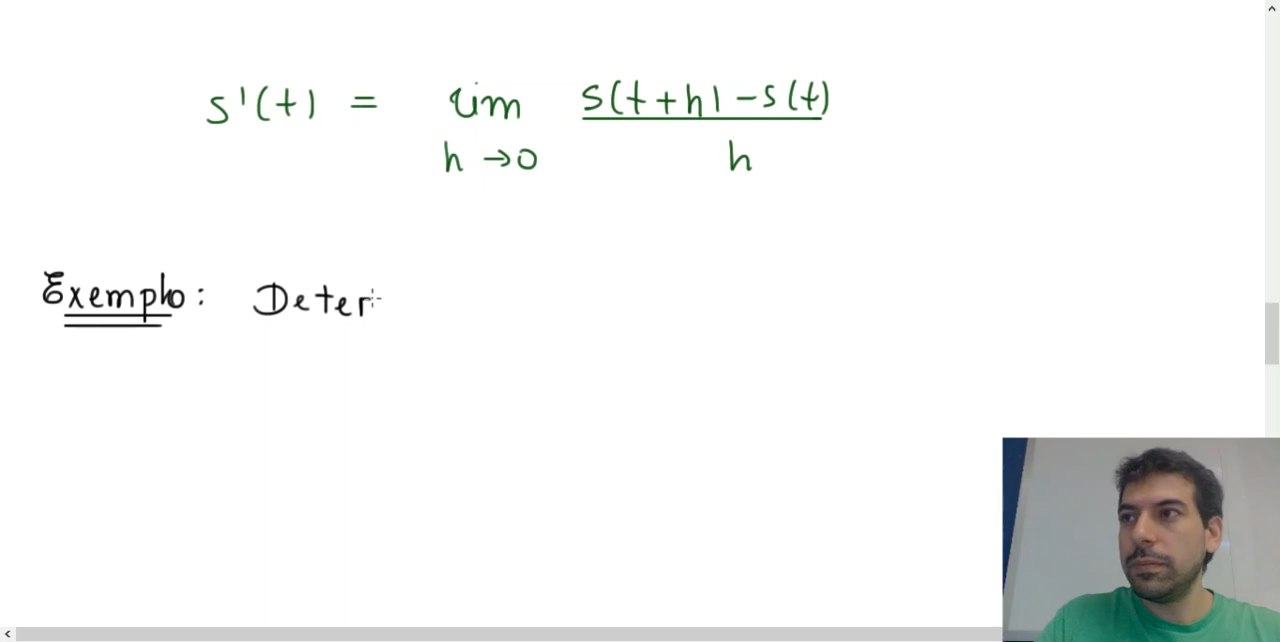 s'(t) = lim s(t+h) - s(t)
h → 0 h
Exemplo: Deter